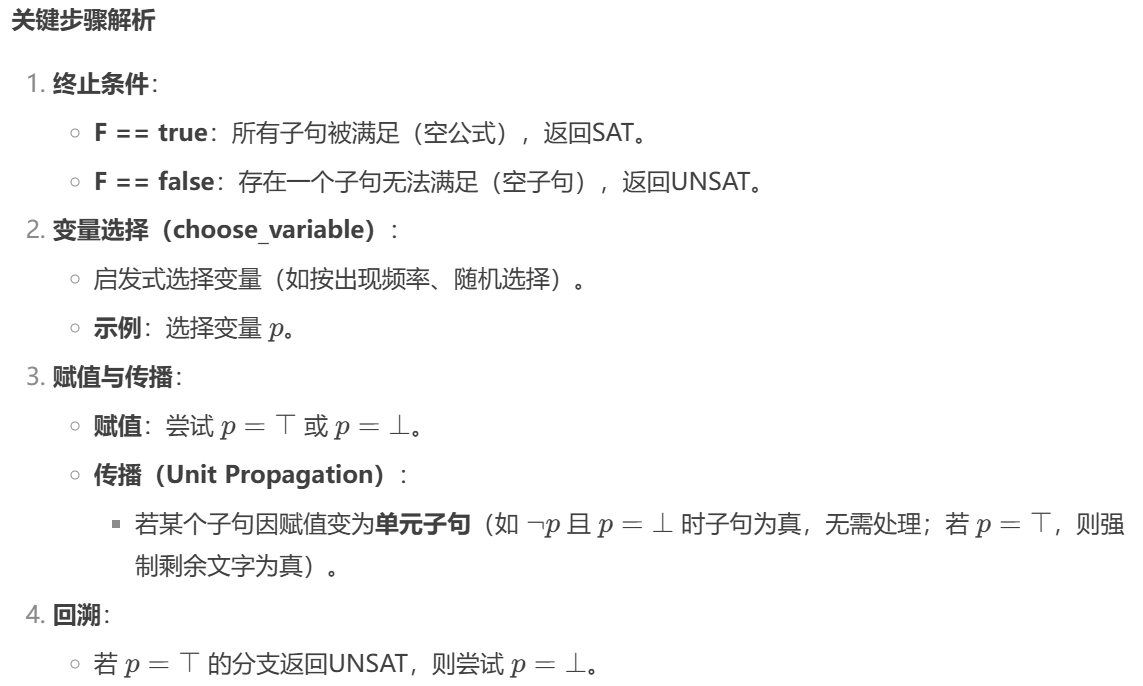 关键步骤解析
1. 终止条件：
F == true：所有子句被满足（空公式），返回SAT。
F == false：存在一个子句无法满足（空子句），返回UNSAT。
2. 变量选择（choose_variable）：
启发式选择变量（如按出现频率、随机选择）。
示例：选择变量 p。
3. 赋值与传播：
赋值：尝试 p = ⊤ 或 p = ⊥。
传播（Unit Propagation）：
若某个子句因赋值变为单元子句（如 ¬p 且 p = ⊥ 时子句为真，无需处理；若 p = ⊤，则强
制剩余文字为真）。
4. 回溯：
若 p = ⊤ 的分支返回UNSAT，则尝试 p = ⊥。